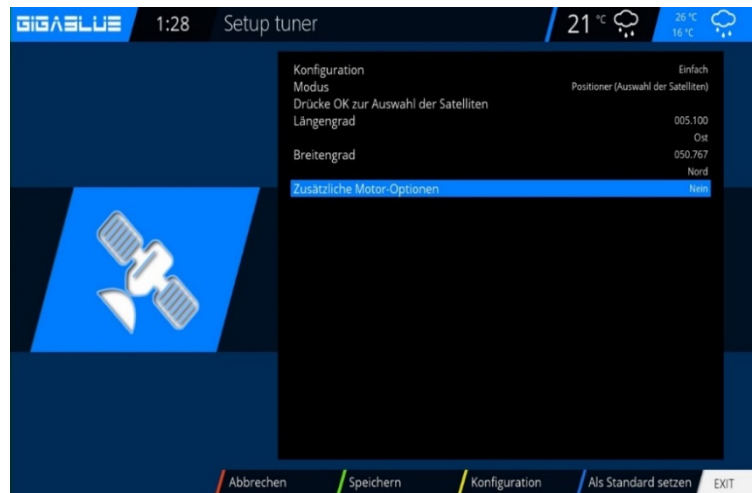 GIGABLUE 1:28 Setup tuner 21 °C 26 °C
16 °C
Konfiguration Einfach
Modus Positioner (Auswahl der Satelliten)
Drücke OK zur Auswahl der Satelliten
Längengrad 005.100
Ost
Breitengrad 050.767
Nord
Zusätzliche Motor-Optionen Nein
Abbrechen Speichern Konfiguration Als Standard setzen EXIT